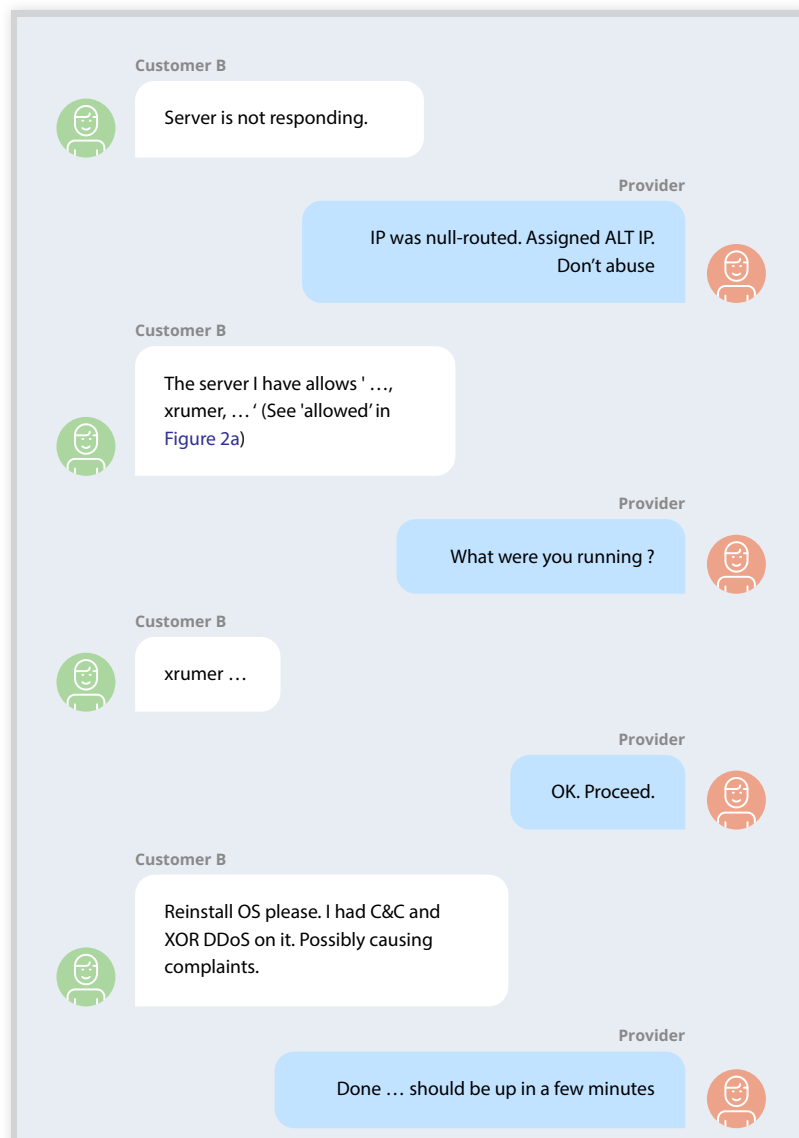 Customer B
Server is not responding.
Provider
IP was null-routed. Assigned ALT IP.
Don't abuse
Customer B
The server I have allows ' …,
xrumer, … ‘ (See 'allowed’ in
Figure 2a)
Provider
What were you running ?
Customer B
xrumer …
Provider
OK. Proceed.
Customer B
Reinstall OS please. I had C&C and
XOR DDoS on it. Possibly causing
complaints.
Provider
Done … should be up in a few minutes